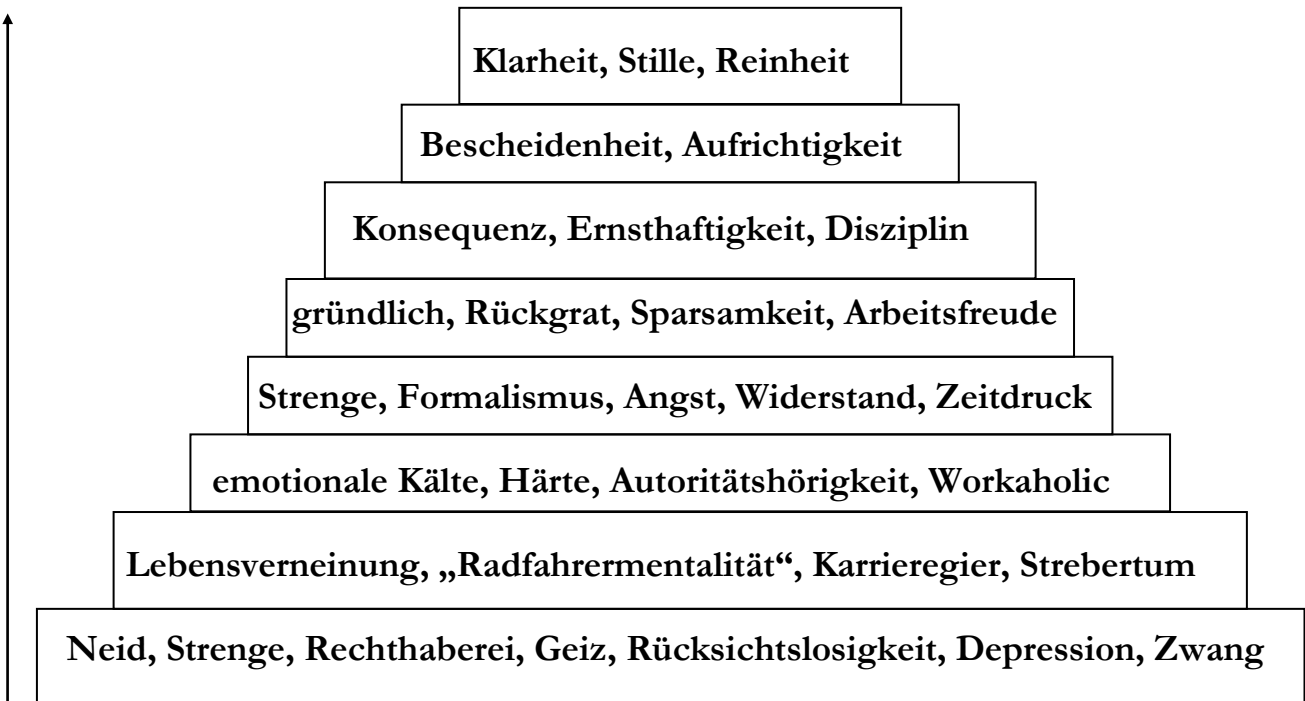 Klarheit, Stille, Reinheit
Bescheidenheit, Aufrichtigkeit
Konsequenz, Ernsthaftigkeit, Disziplin
gründlich, Rückgrat, Sparsamkeit, Arbeitsfreude
Strenge, Formalismus, Angst, Widerstand, Zeitdruck
emotionale Kälte, Härte, Autoritätshörigkeit, Workaholic
Lebensverneinung, „Radfahrermentalität“, Karrieregier, Strebertum
Neid, Strenge, Rechthaberei, Geiz, Rücksichtslosigkeit, Depression, Zwang